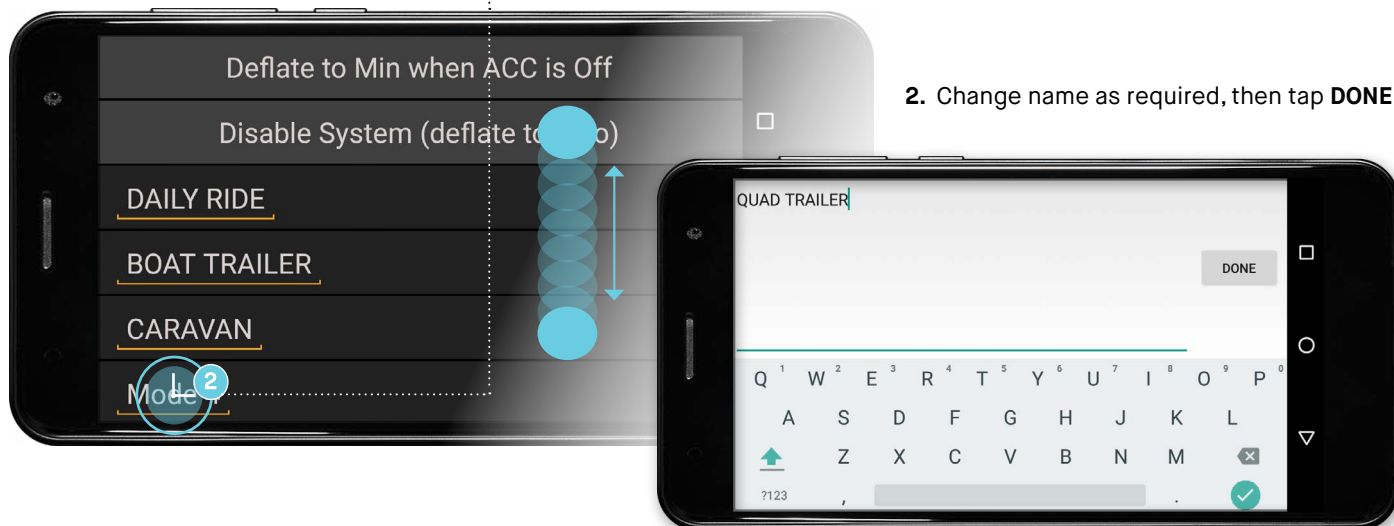 Deflate to Min when ACC is Off
Disable System (deflate
DAILY RIDE
BOAT TRAILER
CARAVAN
2
2. Change name as required, then tap DONE
QUAD TRAILER
DONE
Q 1 W 2 E 3 R 4 T 5 Y 6 U 7 I 8 O 9 P 0
A S D F G H J K L
Z X C V B N M
?123 , .